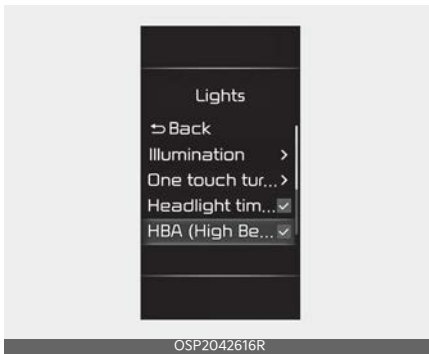 Lights
⮌ Back
Illumination >
One touch tur...>
Headlight tim...
HBA (High Be...
OSP2042616R